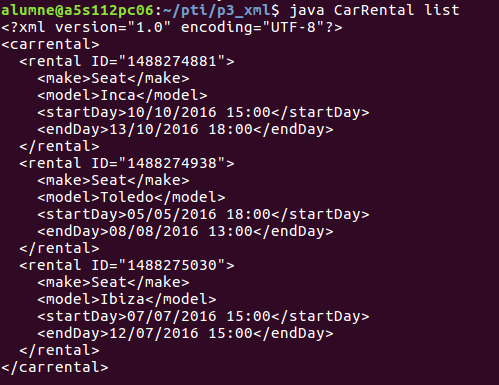 alumne@a5s112pc06:~/pti/p3_xml$ java CarRental list
<?xml version="1.0" encoding="UTF-8"?>
<carrental>
  <rental ID="1488274881">
    <make>Seat</make>
    <model>Inca</model>
    <startDay>10/10/2016 15:00</startDay>
    <endDay>13/10/2016 18:00</endDay>
  </rental>
  <rental ID="1488274938">
    <make>Seat</make>
    <model>Toledo</model>
    <startDay>05/05/2016 18:00</startDay>
    <endDay>08/08/2016 13:00</endDay>
  </rental>
  <rental ID="1488275030">
    <make>Seat</make>
    <model>Ibiza</model>
    <startDay>07/07/2016 15:00</startDay>
    <endDay>12/07/2016 15:00</endDay>
  </rental>
</carrental>